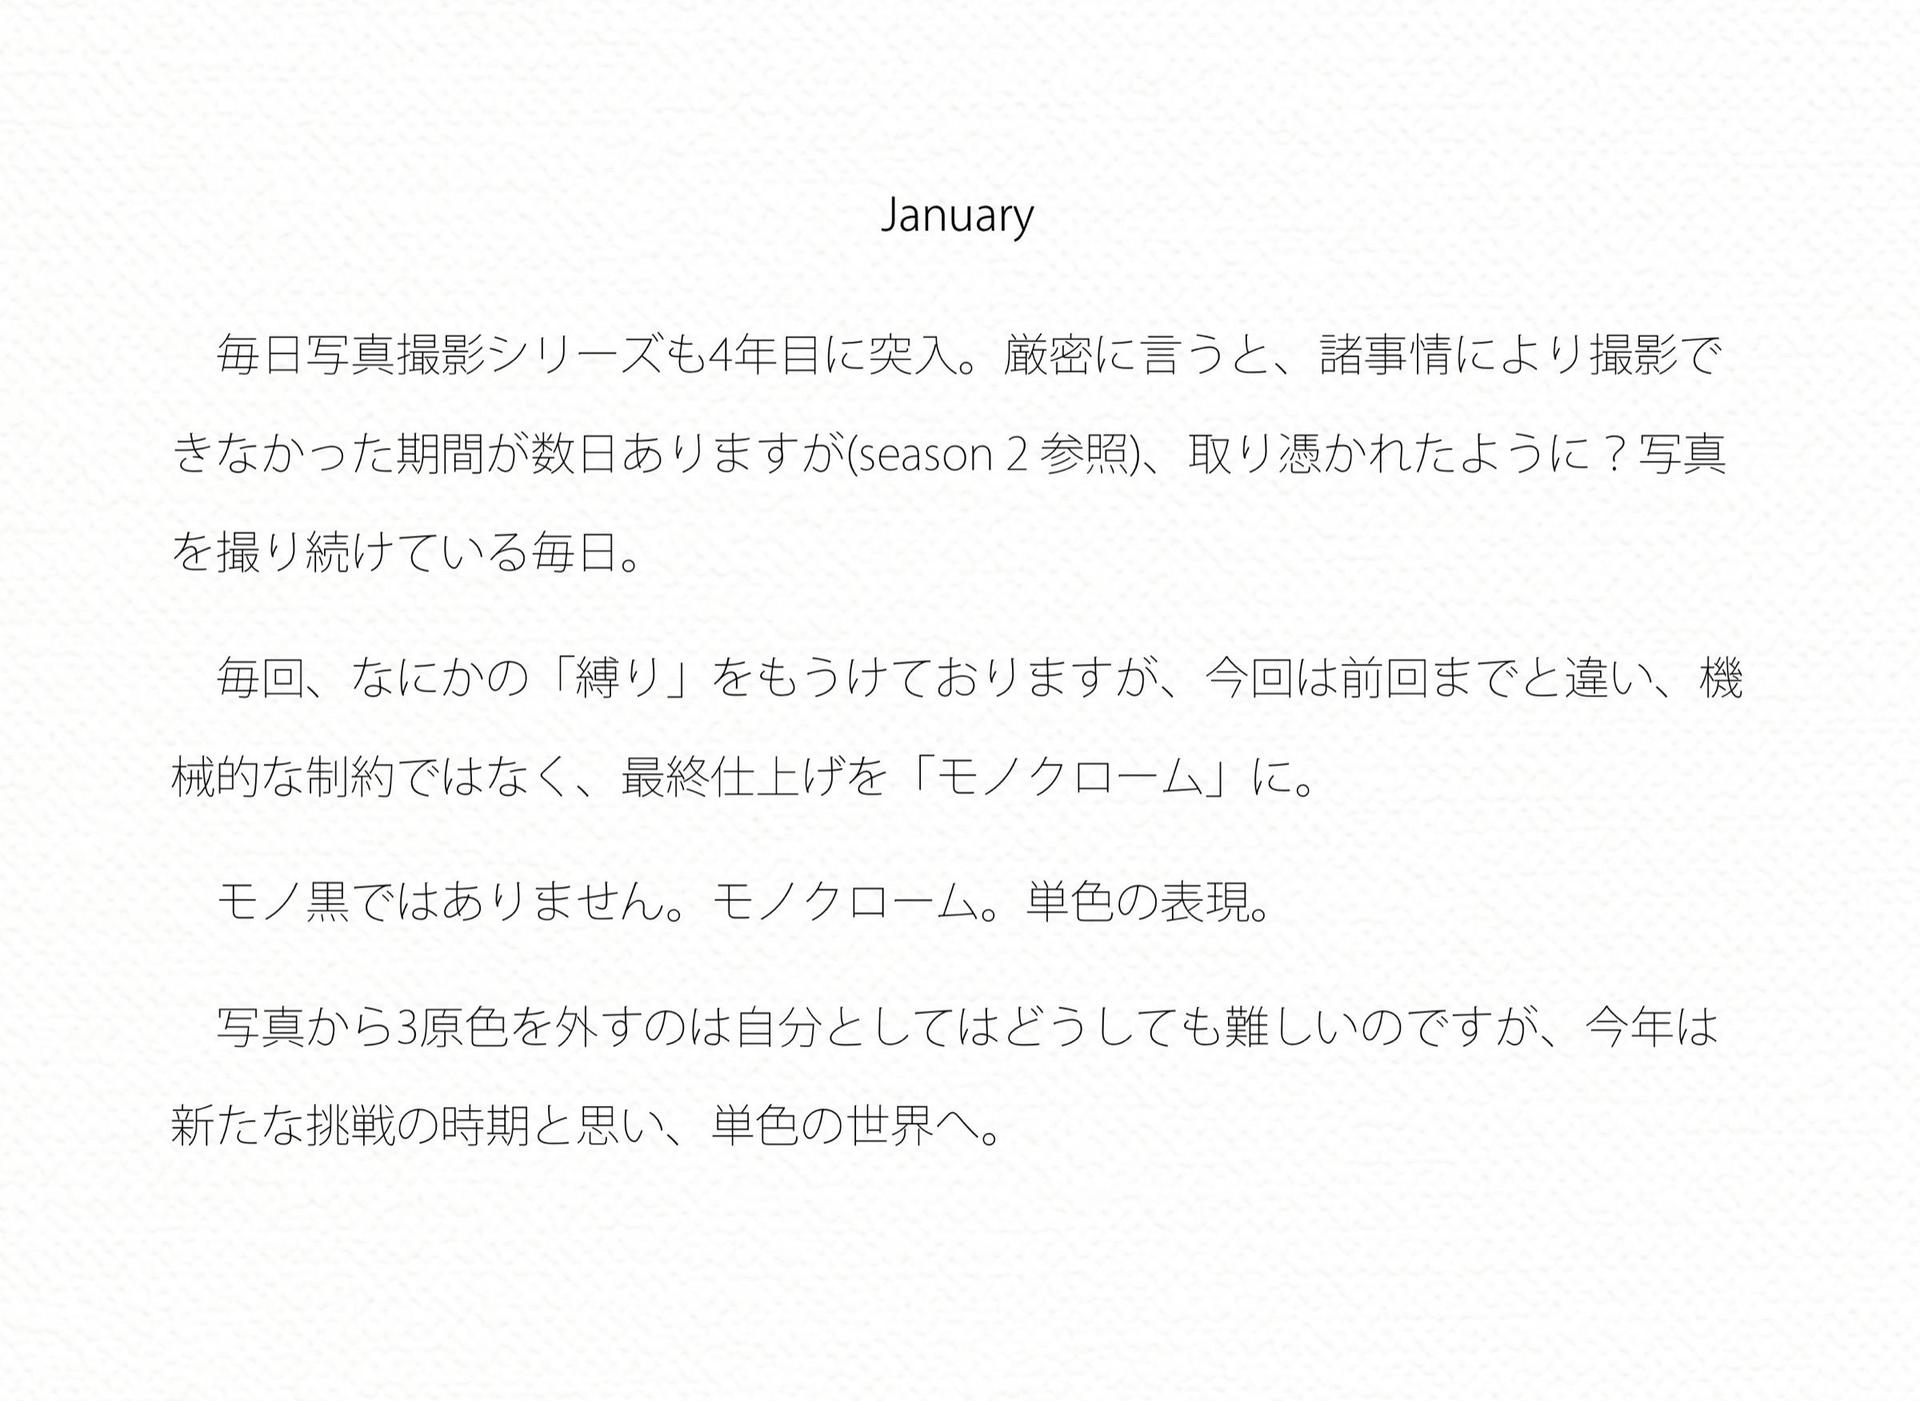 January
毎日写真撮影シリーズも4年目に突入。厳密に言うと、諸事情により撮影で
きなかった期間が数日ありますが(season 2 参照)、取り憑かれたように？写真
を撮り続けている毎日。
毎回、なにかの「縛り」をもうけておりますが、今回は前回までと違い、機
械的な制約ではなく、最終仕上げを「モノクローム」に。
モノ黒ではありません。モノクローム。単色の表現。
写真から3原色を外すのは自分としてはどうしても難しいのですが、今年は
新たな挑戦の時期と思い、単色の世界へ。